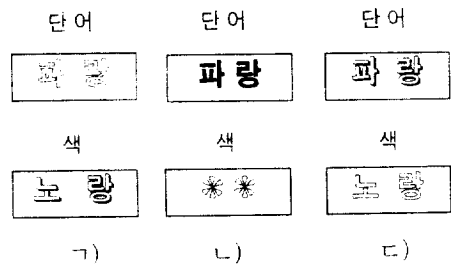 단어 단어 단어
파랑 파랑 파랑
색 색 색
노랑 ** 노랑
ㄱ) ㄴ) ㄷ)